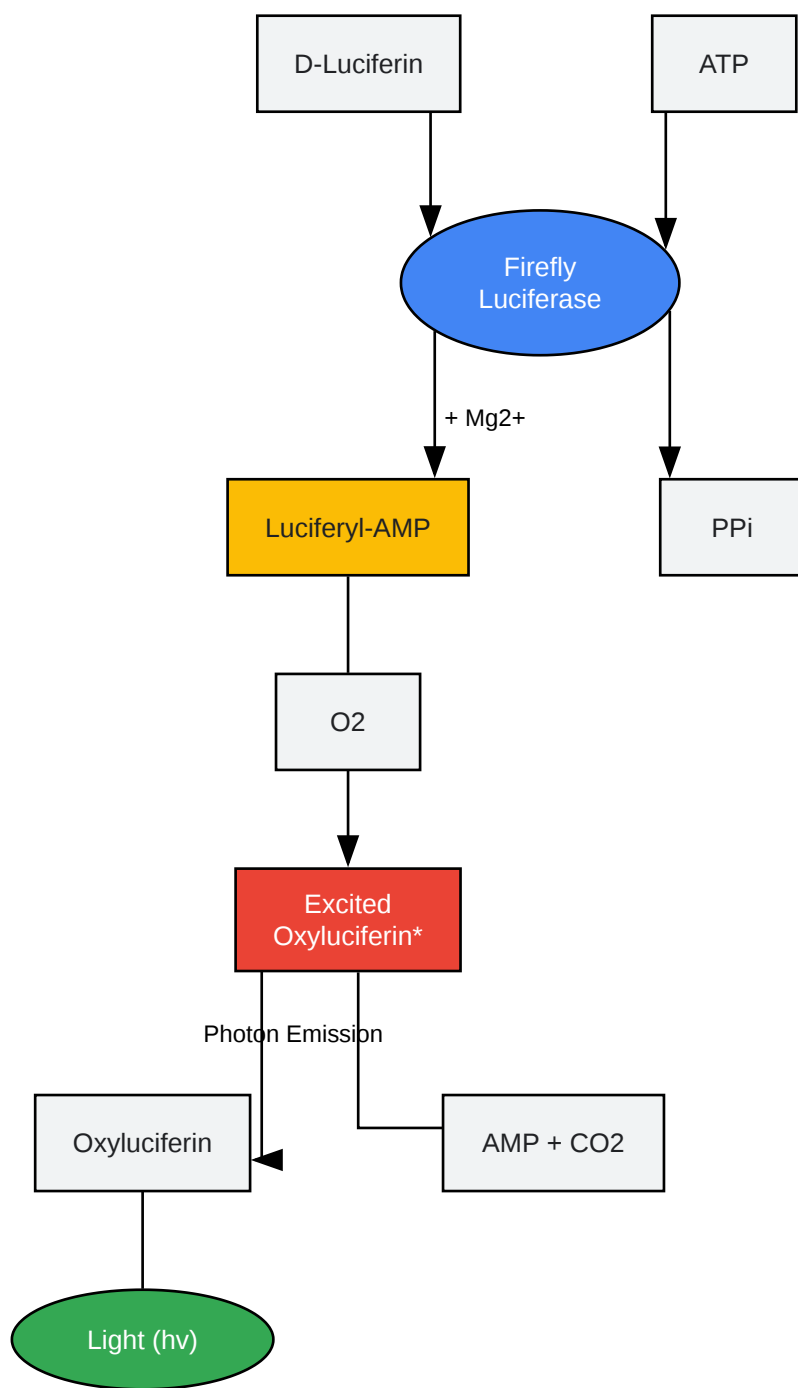 D-Luciferin
ATP
Firefly
Luciferase
+ Mg2+
Luciferyl-AMP
PPi
O2
Excited
Oxyluciferin*
Photon Emission
Oxyluciferin
AMP + CO2
Light (hv)